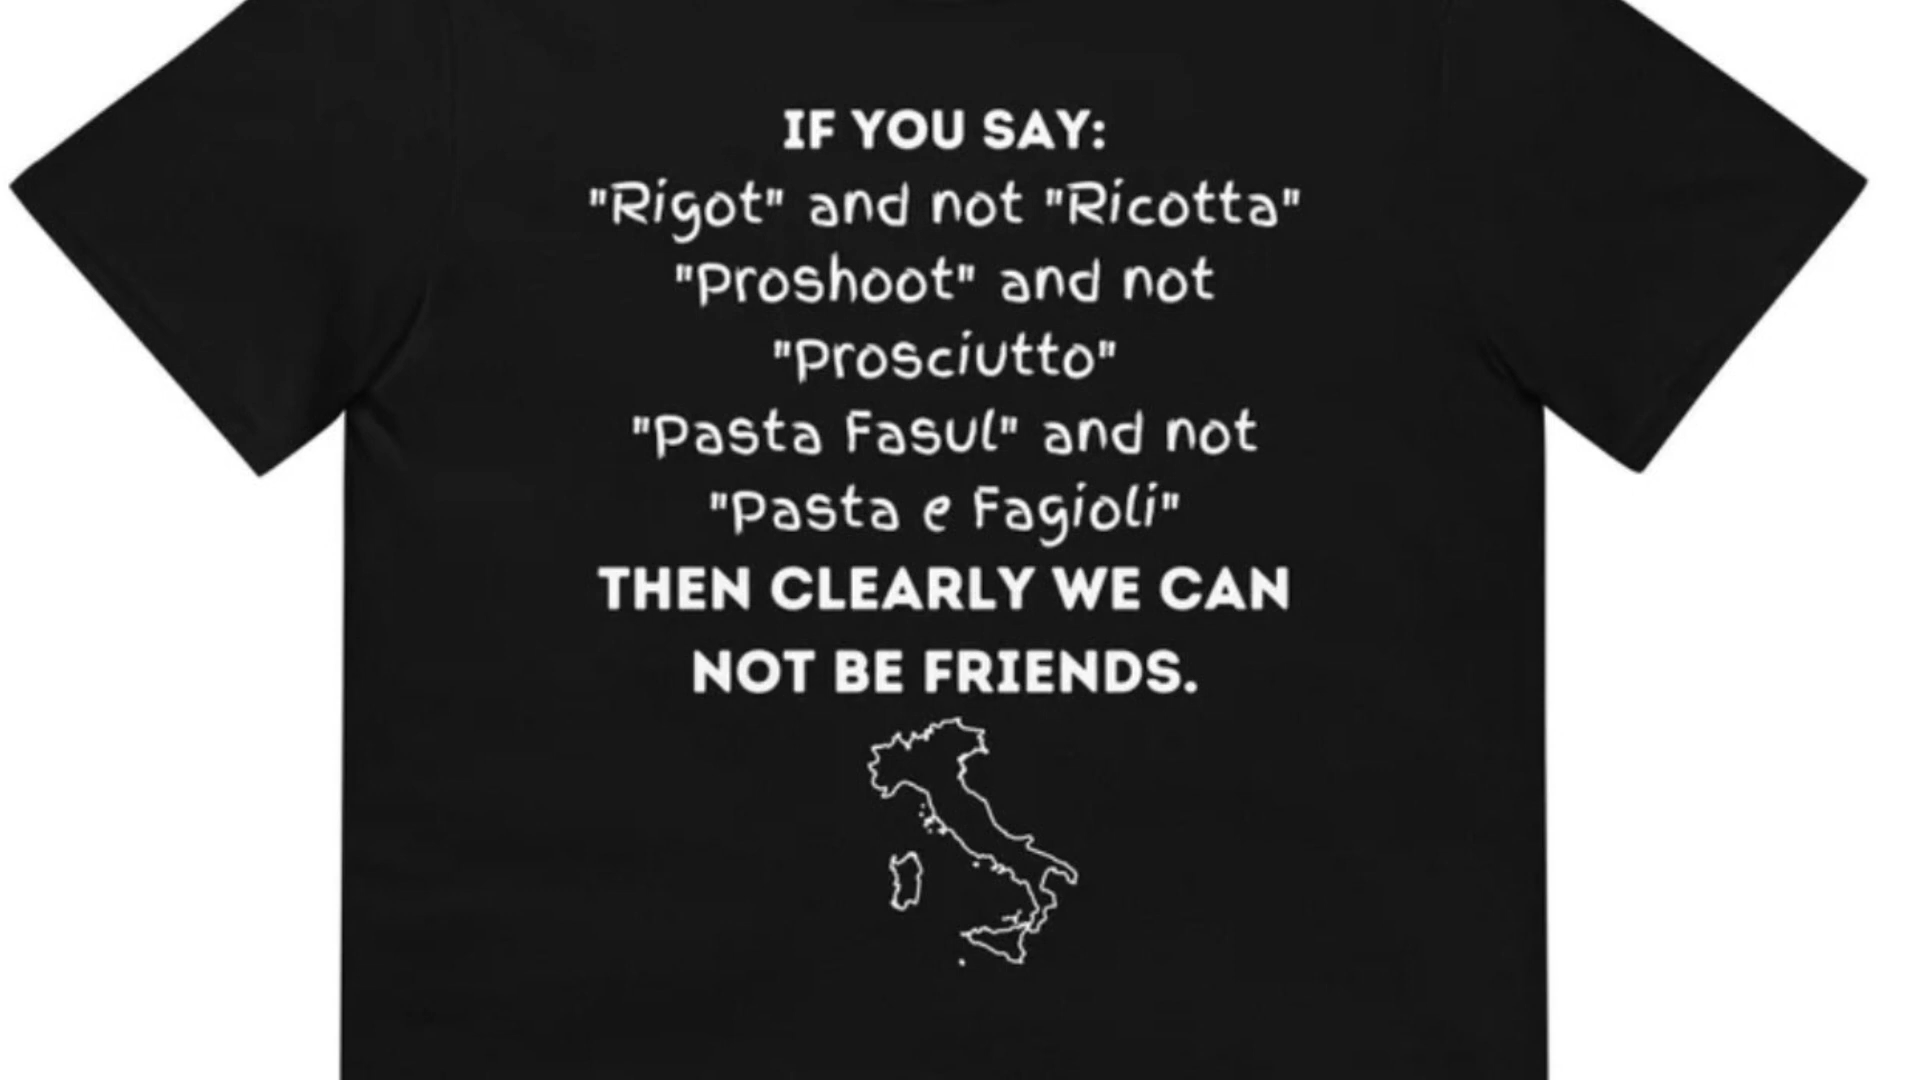 IF YOU SAY:
"Rigot" and not "Ricotta"
"Proshoot" and not
"Prosciutto"
"Pasta Fasul" and not
"Pasta e Fagioli"
THEN CLEARLY WE CAN
NOT BE FRIENDS.